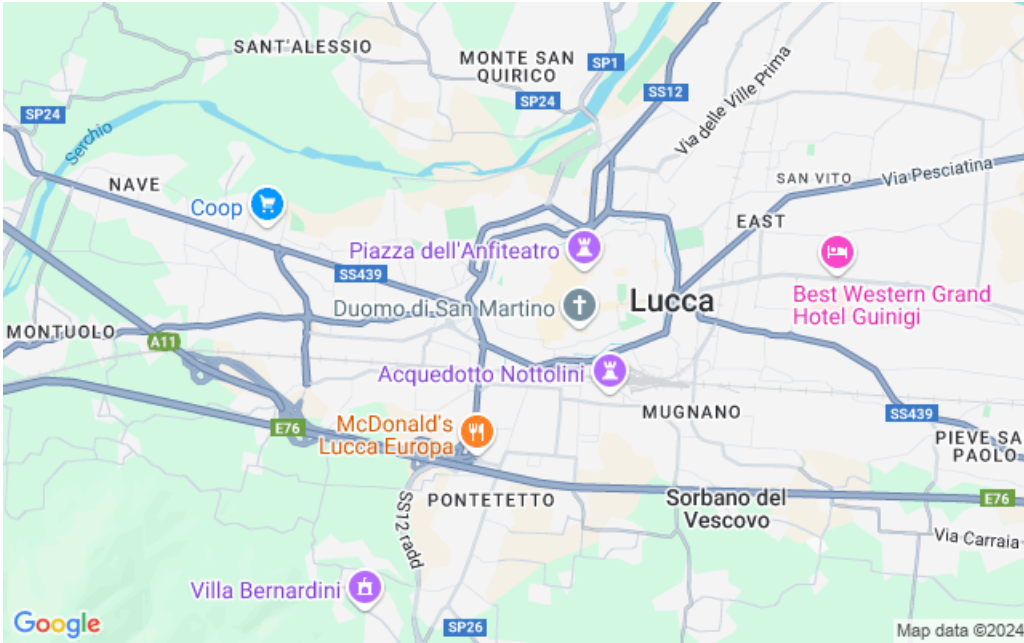 SANT'ALESSIO
MONTE SAN
QUIRICO
SP1
SP24
SS12
Via delle Ville Prima
SP24
Serchio
NAVE
Coop
SAN VITO
Via Pesciatina
EAST
Piazza dell'Anfiteatro
SS439
Duomo di San Martino
Lucca
Best Western Grand
Hotel Guinigi
MONTUOLO
A11
Acquedotto Nottolini
MUGNANO
SS439
McDonald's
Lucca Europa
E76
PIEVE SA
PAOLO
PONTETETTO
Sorbano del
Vescovo
E76
SS12 radd
Via Carraia
Villa Bernardini
SP26
Google
Map data ©2024